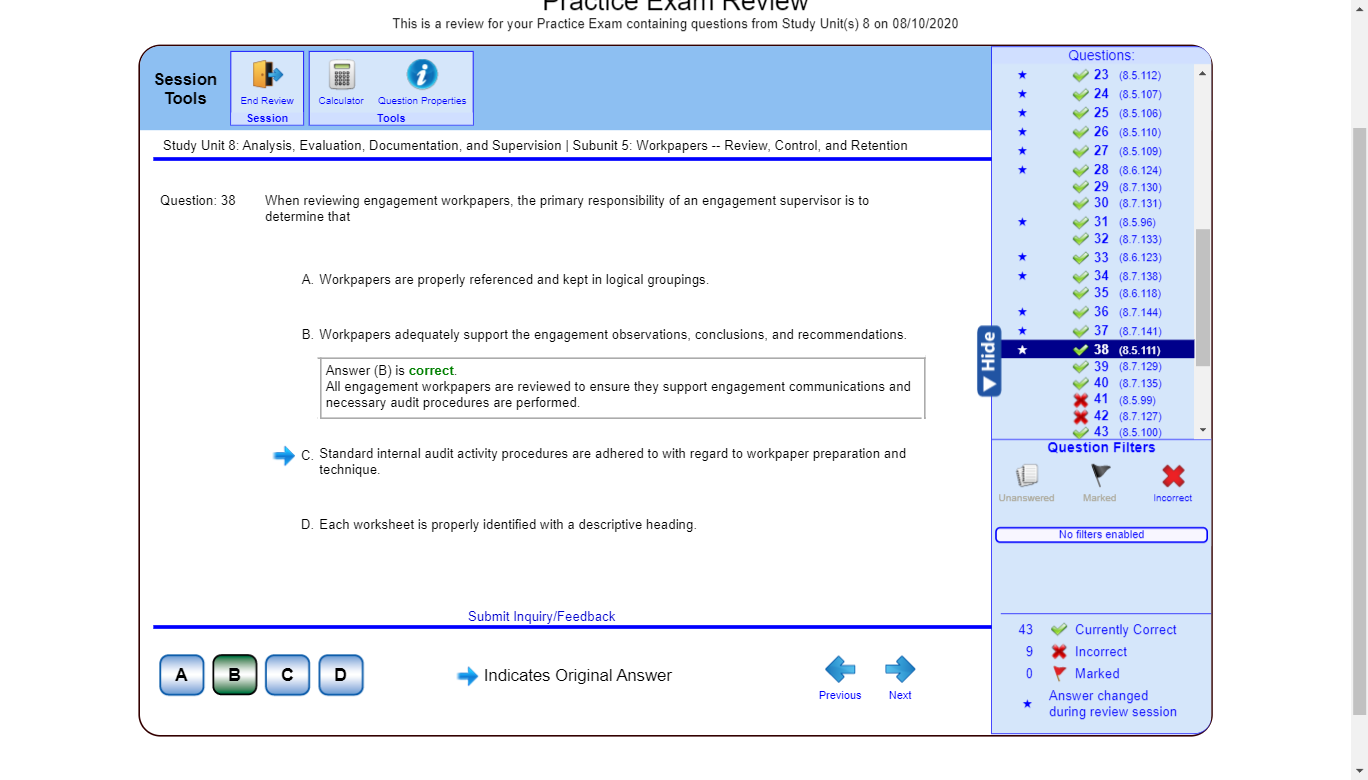 Practice Exam Review
This is a review for your Practice Exam containing questions from Study Unit(s) 8 on 08/10/2020
Session
Tools
End Review
Session
Calculator
Question Properties
Tools
Study Unit 8: Analysis, Evaluation, Documentation, and Supervision | Subunit 5: Workpapers -- Review, Control, and Retention
Question: 38
When reviewing engagement workpapers, the primary responsibility of an engagement supervisor is to
determine that
A. Workpapers are properly referenced and kept in logical groupings.
B. Workpapers adequately support the engagement observations, conclusions, and recommendations.
Answer (B) is correct.
All engagement workpapers are reviewed to ensure they support engagement communications and
necessary audit procedures are performed.
C. Standard internal audit activity procedures are adhered to with regard to workpaper preparation and
technique.
D. Each worksheet is properly identified with a descriptive heading.
Submit Inquiry/Feedback
A
B
C
D
Indicates Original Answer
Previous
Next
Hide
Questions:
23 (8.5.112)
24 (8.5.107)
25 (8.5.106)
26 (8.5.110)
27 (8.5.109)
28 (8.6.124)
29 (8.7.130)
30 (8.7.131)
31 (8.5.96)
32 (8.7.133)
33 (8.6.123)
34 (8.7.138)
35 (8.6.118)
36 (8.7.144)
37 (8.7.141)
38 (8.5.111)
39 (8.7.129)
40 (8.7.135)
41 (8.5.99)
42 (8.7.127)
43 (8.5.100)
Question Filters
Unanswered
Marked
Incorrect
No filters enabled
43 Currently Correct
9 Incorrect
0 Marked
Answer changed
during review session